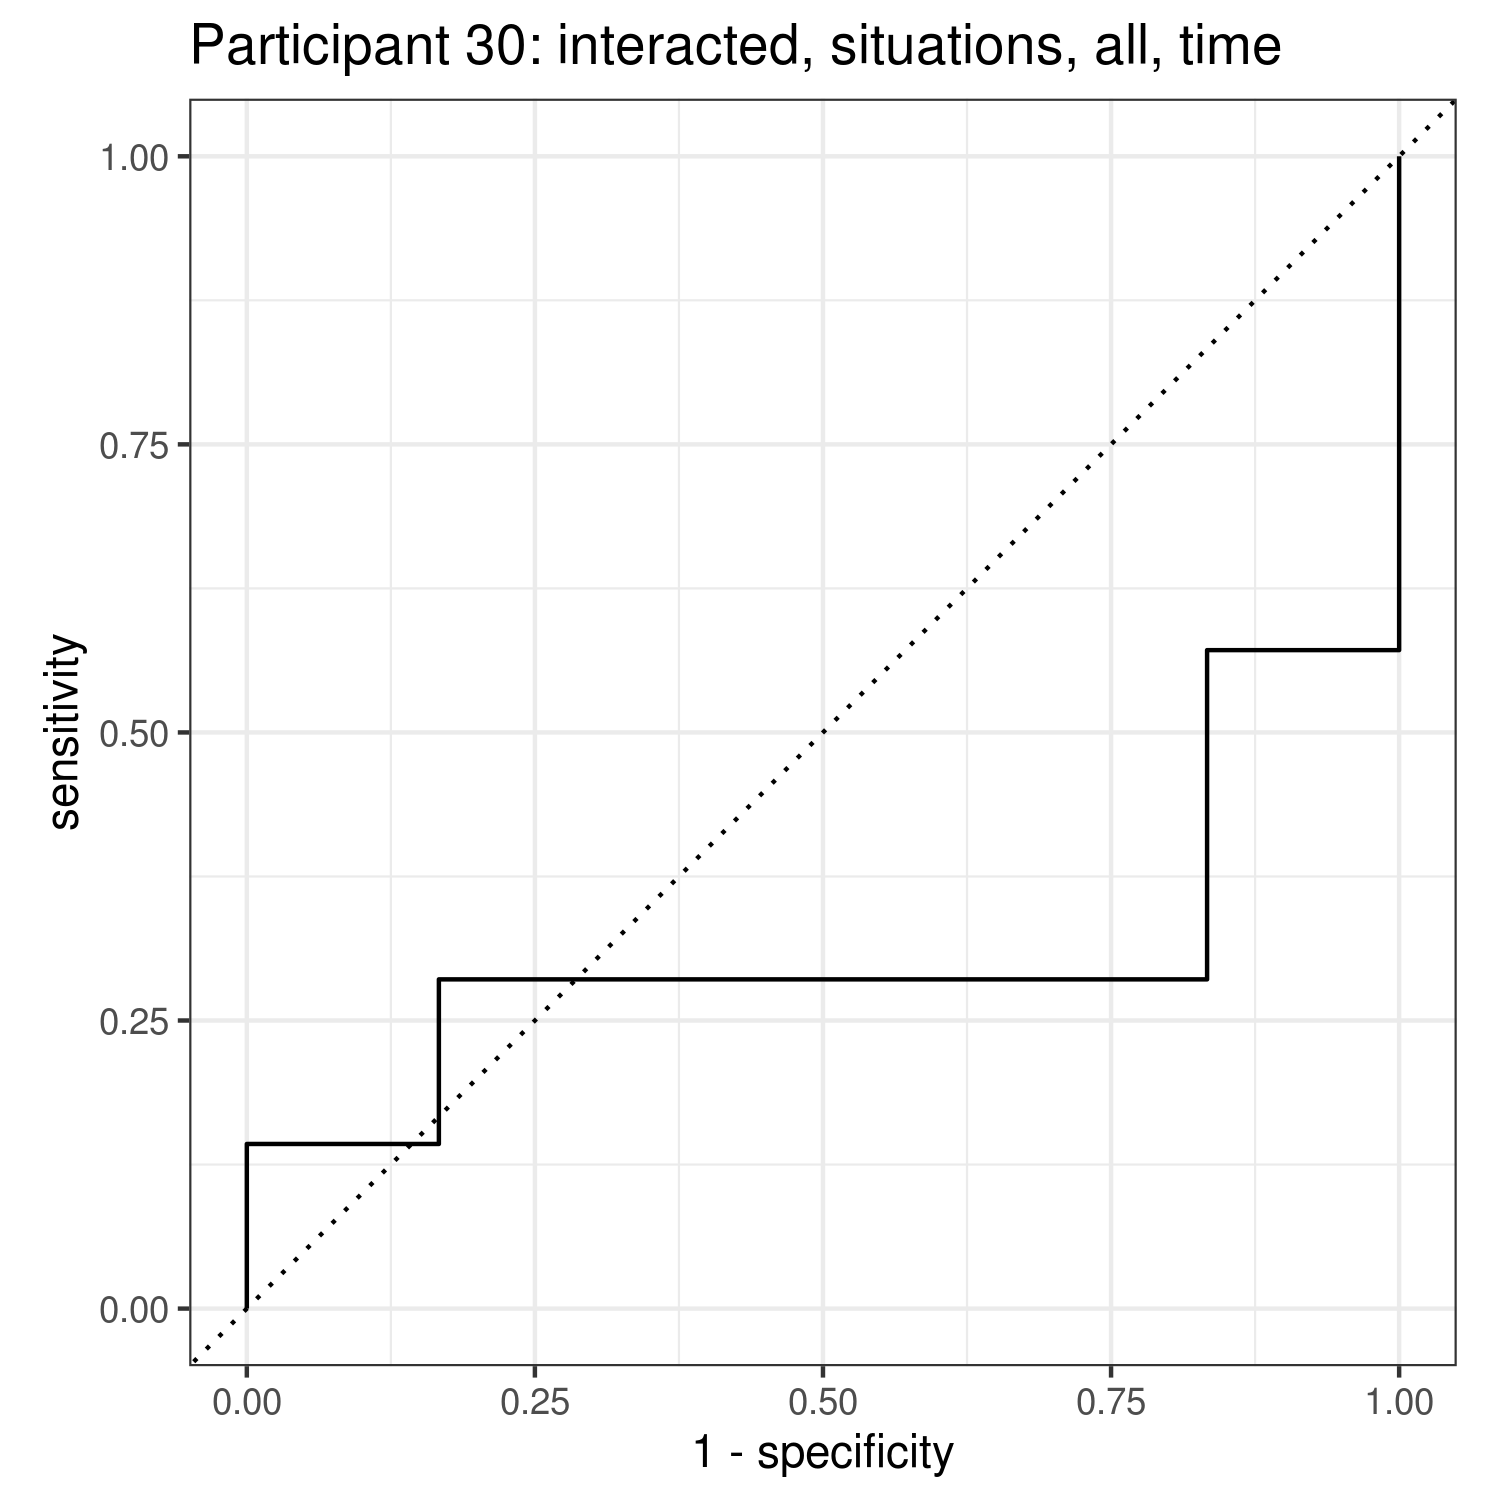 Participant 30: interacted, situations, all, time
1.00
0.75
0.50
0.25
0.00
sensitivity
0.00 0.25 0.50 0.75 1.00
1 - specificity